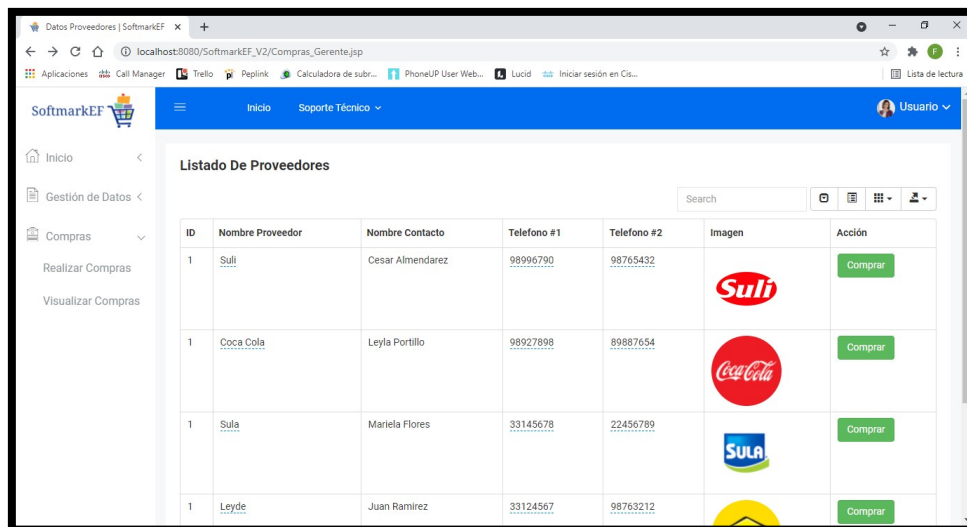 Datos Proveedores | SoftmarkEF
localhost:8080/SoftmarkEF_V2/Compras_Gerente.jsp
F
Aplicaciones Call Manager Trello Peplink Calculadora de subr... PhoneUP User Web... Lucid Iniciar sesión en Cis... Lista de lectura
SoftmarkEF Inicio Soporte Técnico Usuario
Inicio
Gestión de Datos
Compras
Realizar Compras
Visualizar Compras
Listado De Proveedores
Search
ID Nombre Proveedor Nombre Contacto Telefono #1 Telefono #2 Imagen Acción
1 Suli Cesar Almendarez 98996790 98765432 Suli Comprar
1 Coca Cola Leyla Portillo 98927898 89887654 Coca-Cola Comprar
1 Sula Mariela Flores 33145678 22456789 SULA Comprar
1 Leyde Juan Ramirez 33124567 98763212 Comprar